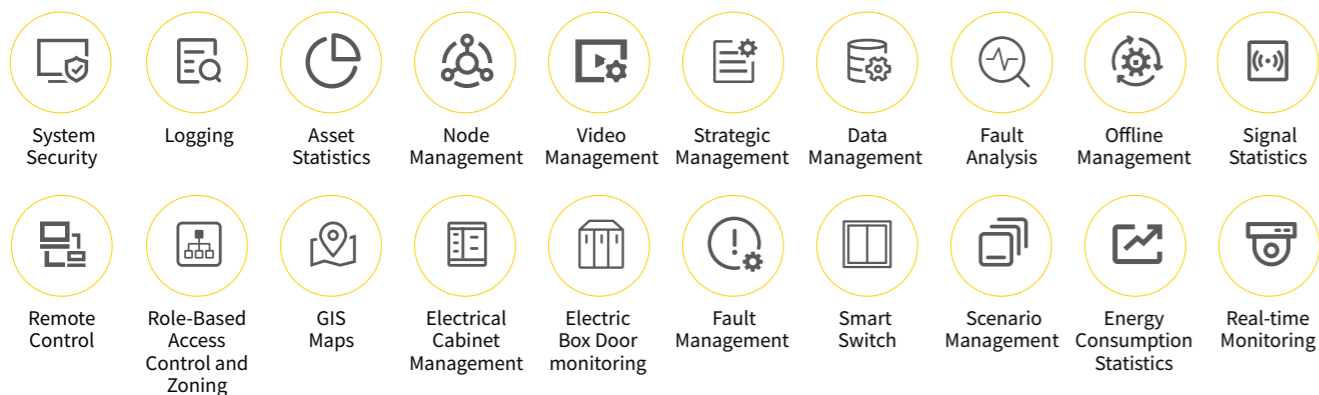 System
Security
Logging
Asset
Statistics
Node
Management
Video
Management
Strategic
Management
Data
Management
Fault
Analysis
Offline
Management
Signal
Statistics
Remote
Control
Role-Based
Access
Control and
Zoning
GIS
Maps
Electrical
Cabinet
Management
Electric
Box Door
monitoring
Fault
Management
Smart
Switch
Scenario
Management
Energy
Consumption
Statistics
Real-time
Monitoring